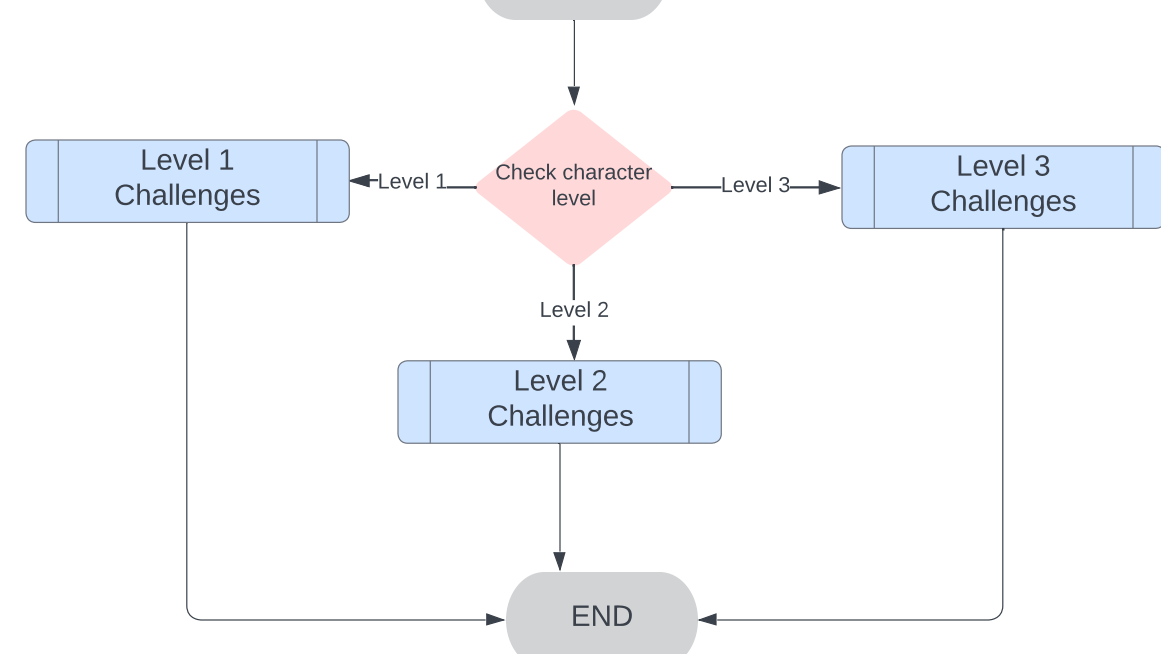 Check character
level
Level 1
Challenges
Level 1
Level 3
Level 3
Challenges
Level 2
Level 2
Challenges
END